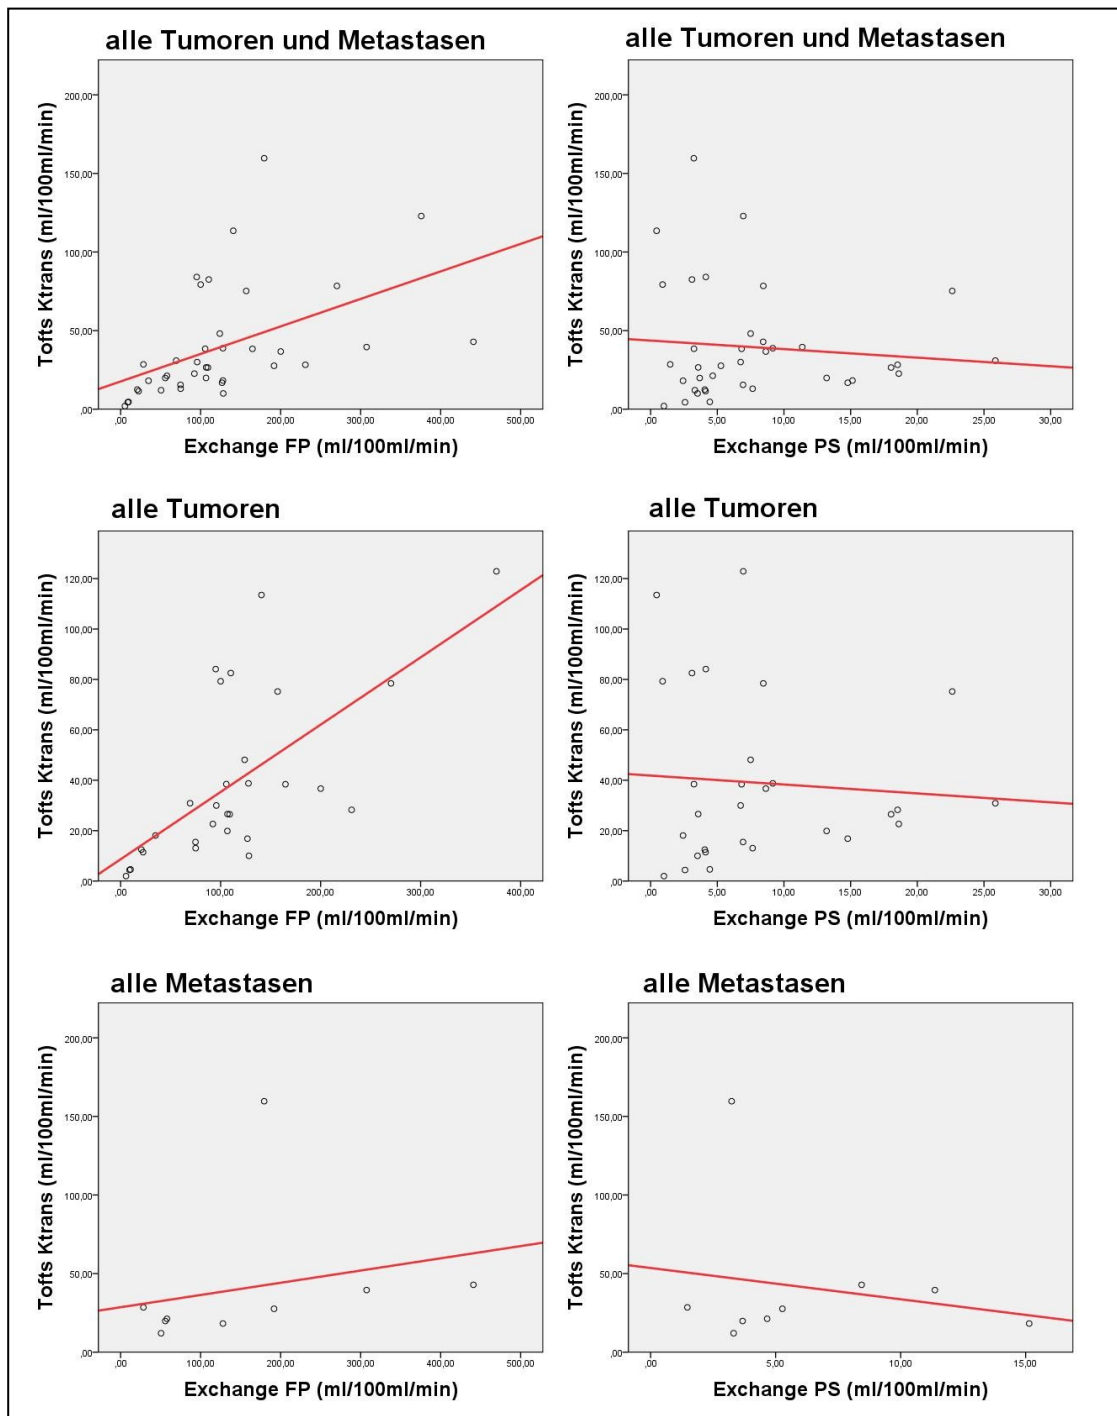 alle Tumoren und Metastasen
Tofts Ktrans (ml/100ml/min)
200,00
150,00
100,00
50,00
,00
,00 100,00 200,00 300,00 400,00 500,00
Exchange FP (ml/100ml/min)
alle Tumoren und Metastasen
Tofts Ktrans (ml/100ml/min)
200,00
150,00
100,00
50,00
,00
,00 5,00 10,00 15,00 20,00 25,00 30,00
Exchange PS (ml/100ml/min)
alle Tumoren
Tofts Ktrans (ml/100ml/min)
120,00
100,00
80,00
60,00
40,00
20,00
,00
,00 100,00 200,00 300,00 400,00
Exchange FP (ml/100ml/min)
alle Tumoren
Tofts Ktrans (ml/100ml/min)
120,00
100,00
80,00
60,00
40,00
20,00
,00
,00 5,00 10,00 15,00 20,00 25,00 30,00
Exchange PS (ml/100ml/min)
alle Metastasen
Tofts Ktrans (ml/100ml/min)
200,00
150,00
100,00
50,00
,00
,00 100,00 200,00 300,00 400,00 500,00
Exchange FP (ml/100ml/min)
alle Metastasen
Tofts Ktrans (ml/100ml/min)
200,00
150,00
100,00
50,00
,00
,00 5,00 10,00 15,00
Exchange PS (ml/100ml/min)